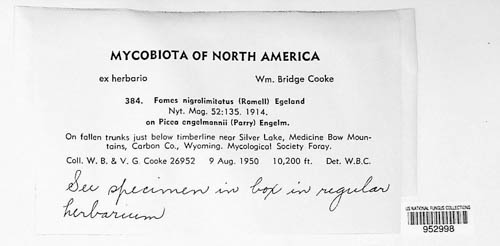 MYCOBIOTA OF NORTH AMERICA
ex herbario Wm. Bridge Cooke
384. Fomes nigrolimitatus (Romell) Egeland
Nyt. Mag. 52:135. 1914.
on Picea engelmannii (Parry) Engelm.
On fallen trunks just below timberline near Silver Lake, Medicine Bow Moun-
tains, Carbon Co., Wyoming. Mycological Society Foray.
Coll. W. B. & V. G. Cooke 26952 9 Aug. 1950 10,200 ft. Det. W.B.C.
See specimen in box in regular
herbarium
US NATIONAL FUNGUS COLLECTIONS
952998